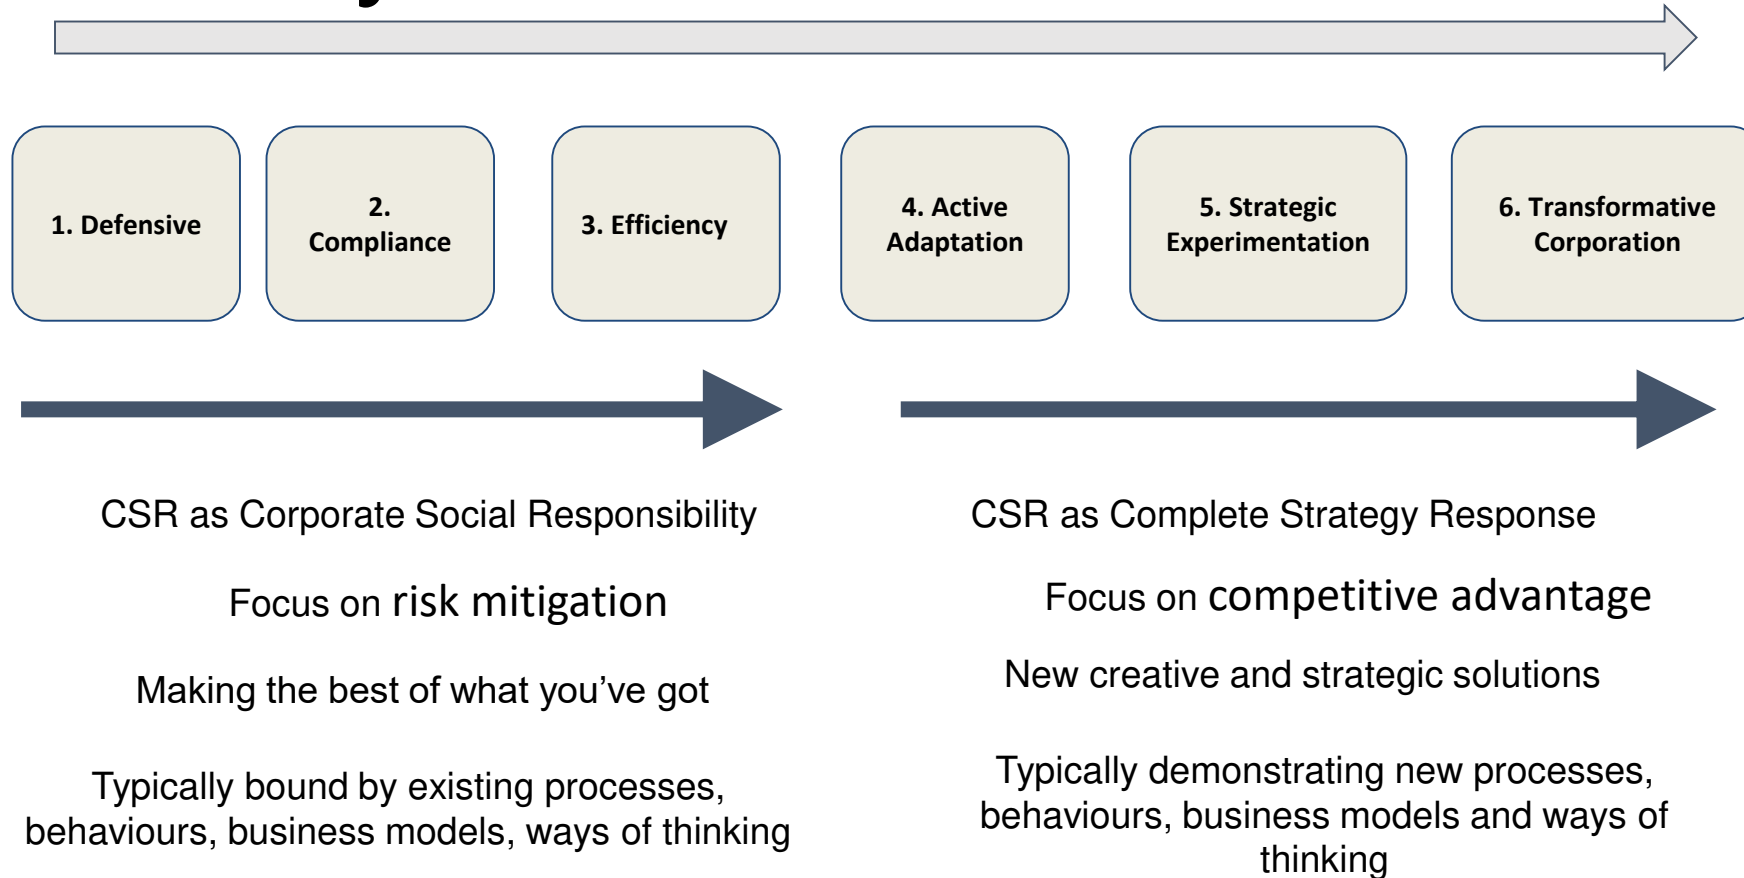 1. Defensive
2.
Compliance
3. Efficiency
4. Active
Adaptation
5. Strategic
Experimentation
6. Transformative
Corporation
CSR as Corporate Social Responsibility
Focus on risk mitigation
Making the best of what you’ve got
Typically bound by existing processes,
behaviours, business models, ways of thinking
CSR as Complete Strategy Response
Focus on competitive advantage
New creative and strategic solutions
Typically demonstrating new processes,
behaviours, business models and ways of
thinking